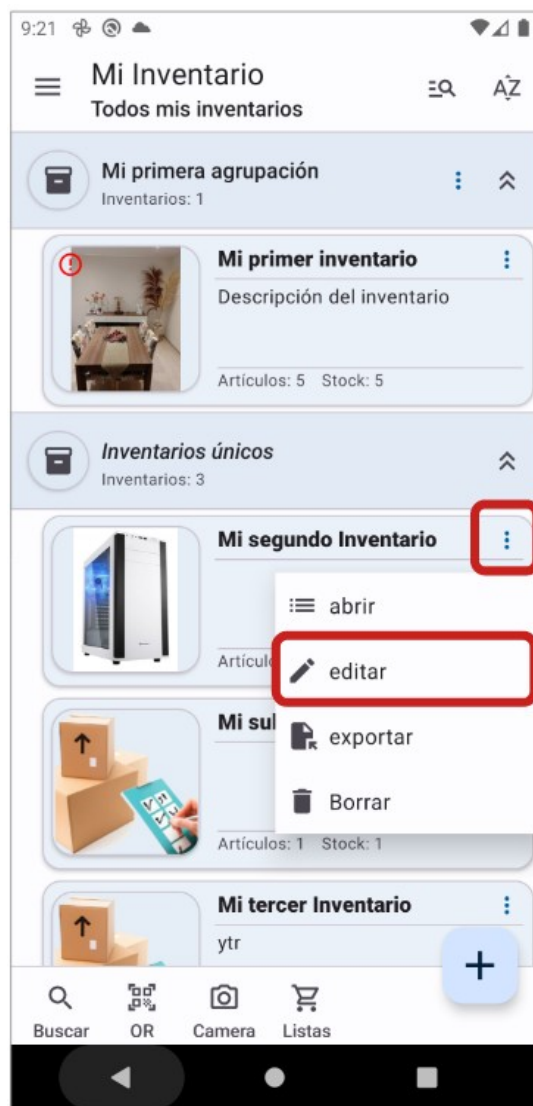 9:21
Mi Inventario
Todos mis inventarios
AZ
Mi primera agrupación
Inventarios: 1
Mi primer inventario
Descripción del inventario
Artículos: 5 Stock: 5
Inventarios únicos
Inventarios: 3
Mi segundo Inventario
abrir
editar
exportar
Borrar
Artícul
Mi su
Artículos: 1 Stock: 1
Mi tercer Inventario
ytr
Buscar QR Camera Listas